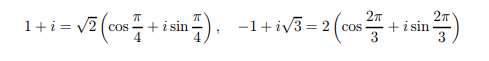 1 + i = √2 (cos π/4 + i sin π/4), −1 + i√3 = 2 (cos 2π/3 + i sin 2π/3)